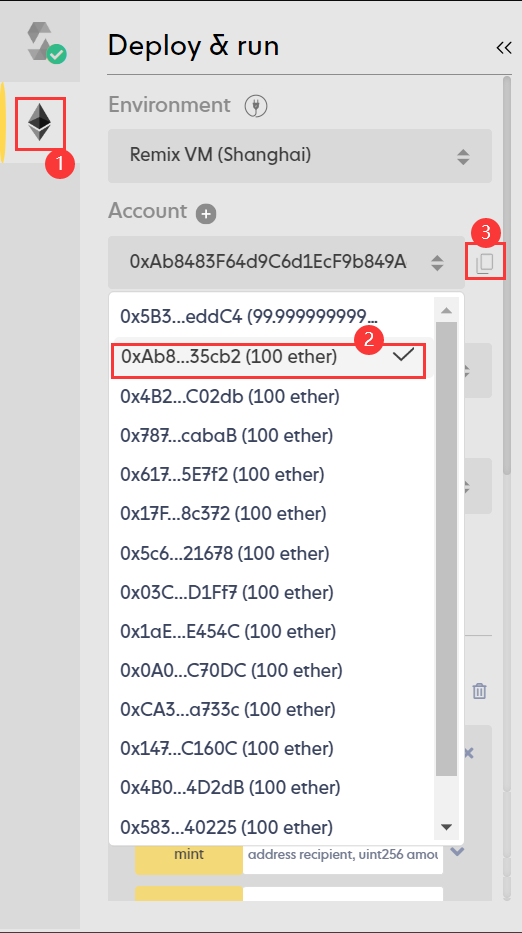 Deploy & run
Environment
1
Remix VM (Shanghai)
Account
3
0xAb8483F64d9C6d1EcF9b849A
0x5B3...eddC4 (99.999999999...
2
0xAb8...35cb2 (100 ether)
0x4B2...C02db (100 ether)
0x787...cabaB (100 ether)
0x617...5E7f2 (100 ether)
0x17F...8c372 (100 ether)
0x5c6...21678 (100 ether)
0x03C...D1Ff7 (100 ether)
0x1aE...E454C (100 ether)
0x0A0...C70DC (100 ether)
0xCA3...a733c (100 ether)
0x147...C160C (100 ether)
0x4B0...4D2dB (100 ether)
0x583...40225 (100 ether)
mint address recipient, uint256 amou